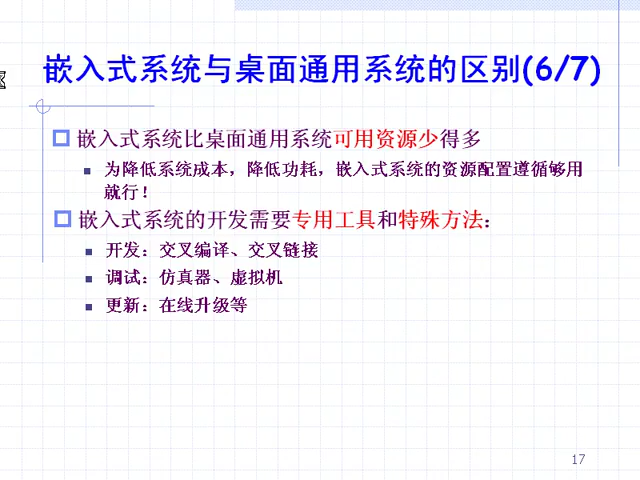 嵌入式系统与桌面通用系统的区别(6/7)
嵌入式系统比桌面通用系统可用资源少得多
为降低系统成本，降低功耗，嵌入式系统的资源配置遵循够用
就行！
嵌入式系统的开发需要专用工具和特殊方法：
开发：交叉编译、交叉链接
调试：仿真器、虚拟机
更新：在线升级等
17